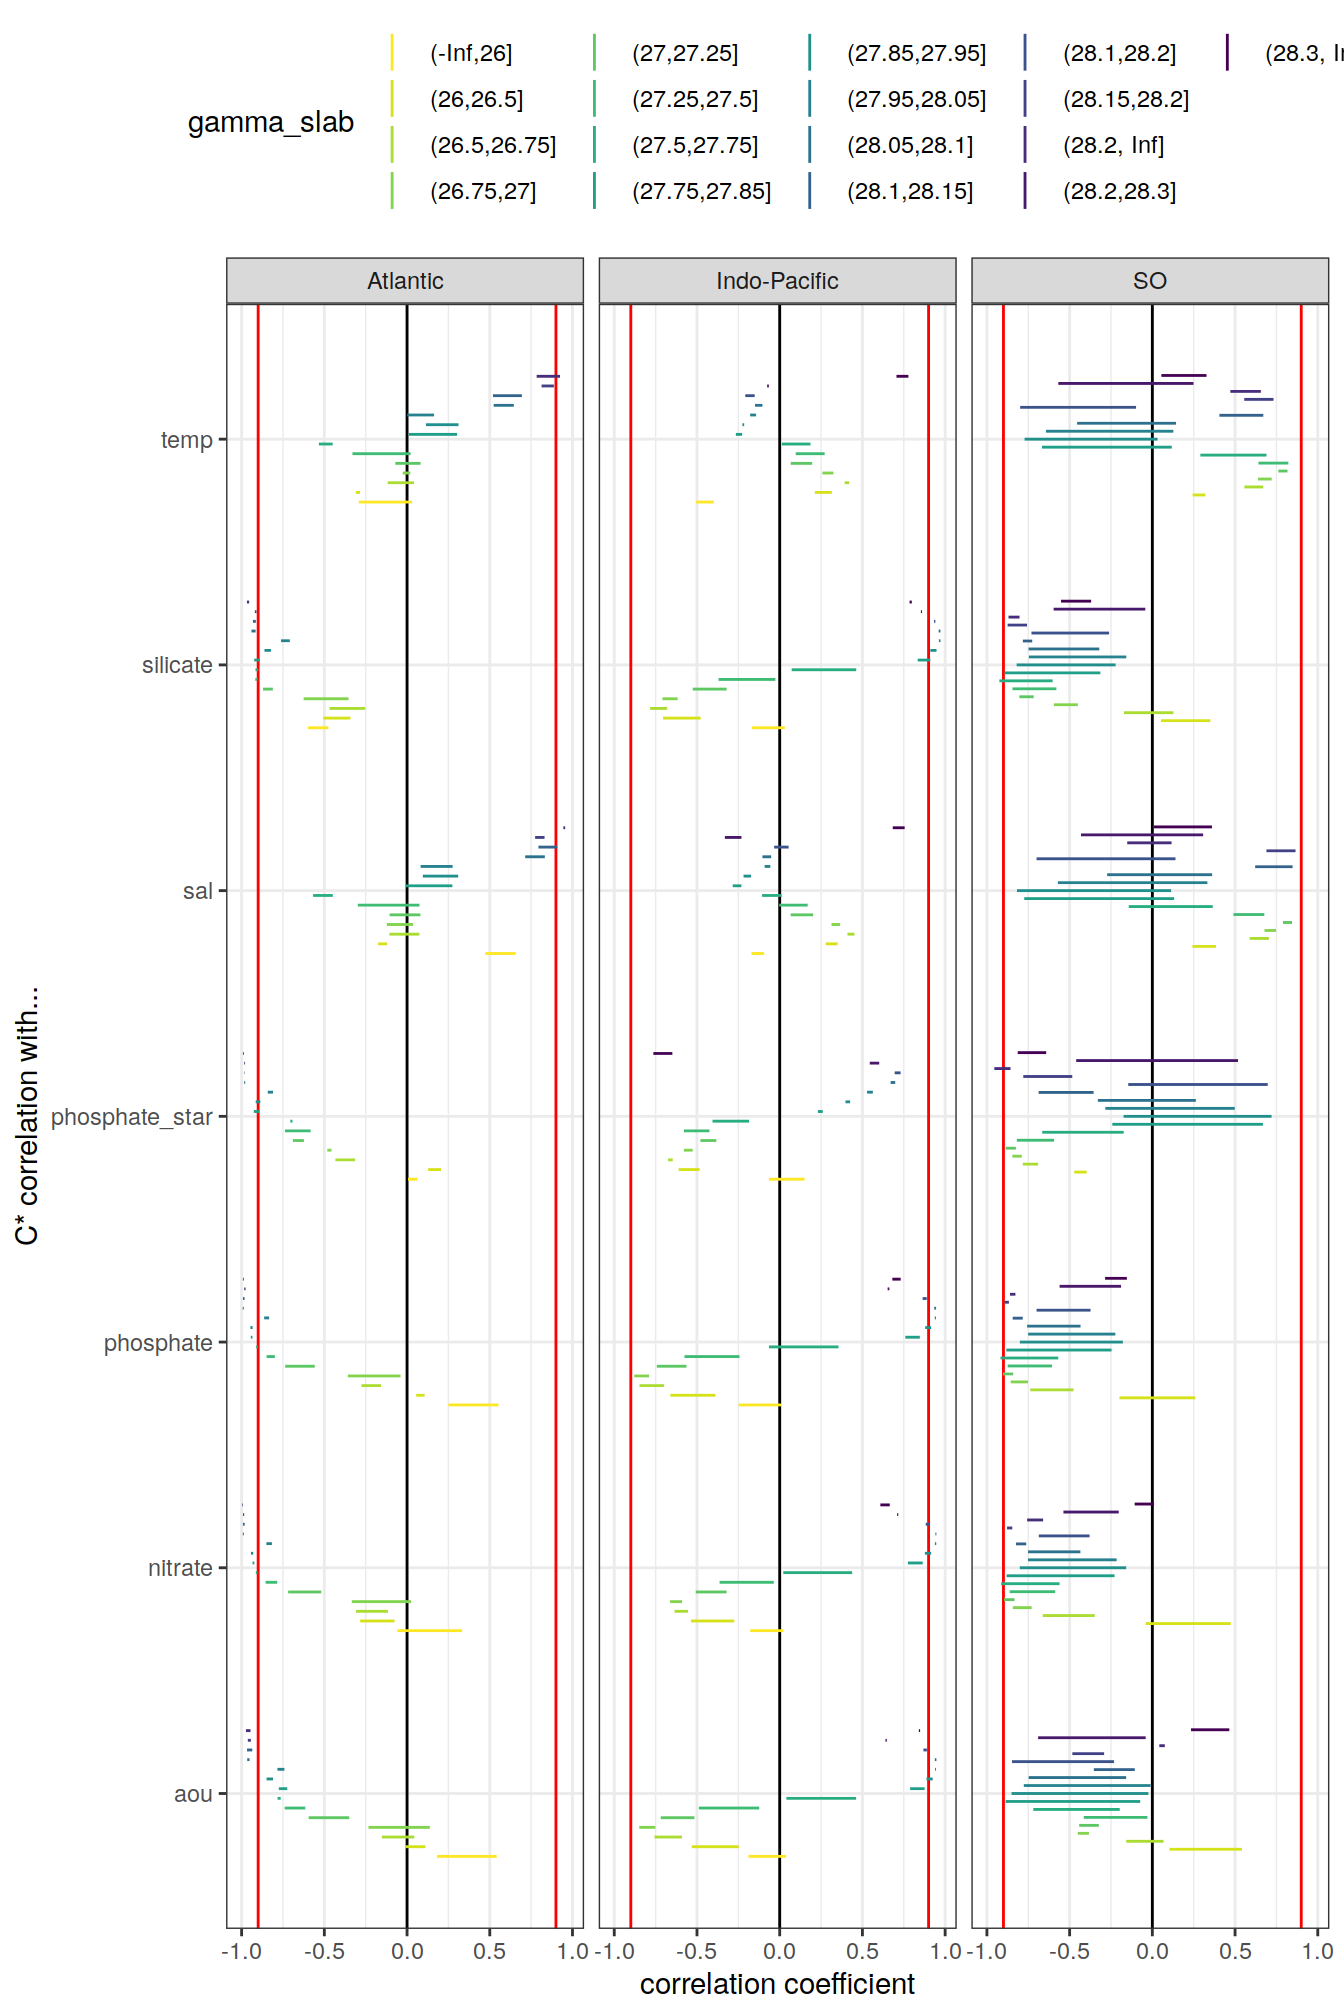 gamma_slab
(-Inf,26]
(26,26.5]
(26.5,26.75]
(26.75,27]
(27,27.25]
(27.25,27.5]
(27.5,27.75]
(27.75,27.85]
(27.85,27.95]
(27.95,28.05]
(28.05,28.1]
(28.1,28.15]
(28.1,28.2]
(28.15,28.2]
(28.2, Inf]
(28.2,28.3]
(28.3,
Atlantic
Indo-Pacific
SO
C* correlation with...
temp
silicate
sal
phosphate_star
phosphate
nitrate
aou
-1.0 -0.5 0.0 0.5 1.0 -1.0 -0.5 0.0 0.5 1.0 -1.0 -0.5 0.0 0.5 1.0
correlation coefficient